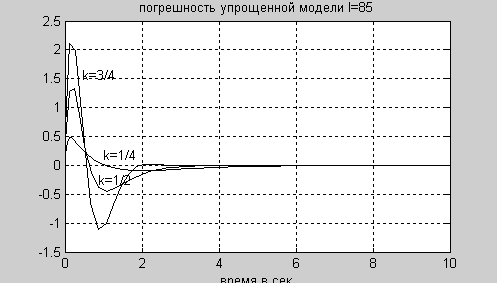 погрешность упрощенной модели l=85
2.5
2
1.5
k=3/4
1
0.5
k=1/4
0
k=1/2
-0.5
-1
-1.5
0 2 4 6 8 10
время в сек